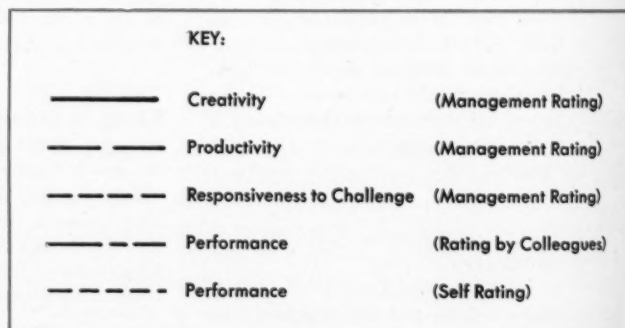 KEY:
Creativity (Management Rating)
Productivity (Management Rating)
Responsiveness to Challenge (Management Rating)
Performance (Rating by Colleagues)
Performance (Self Rating)